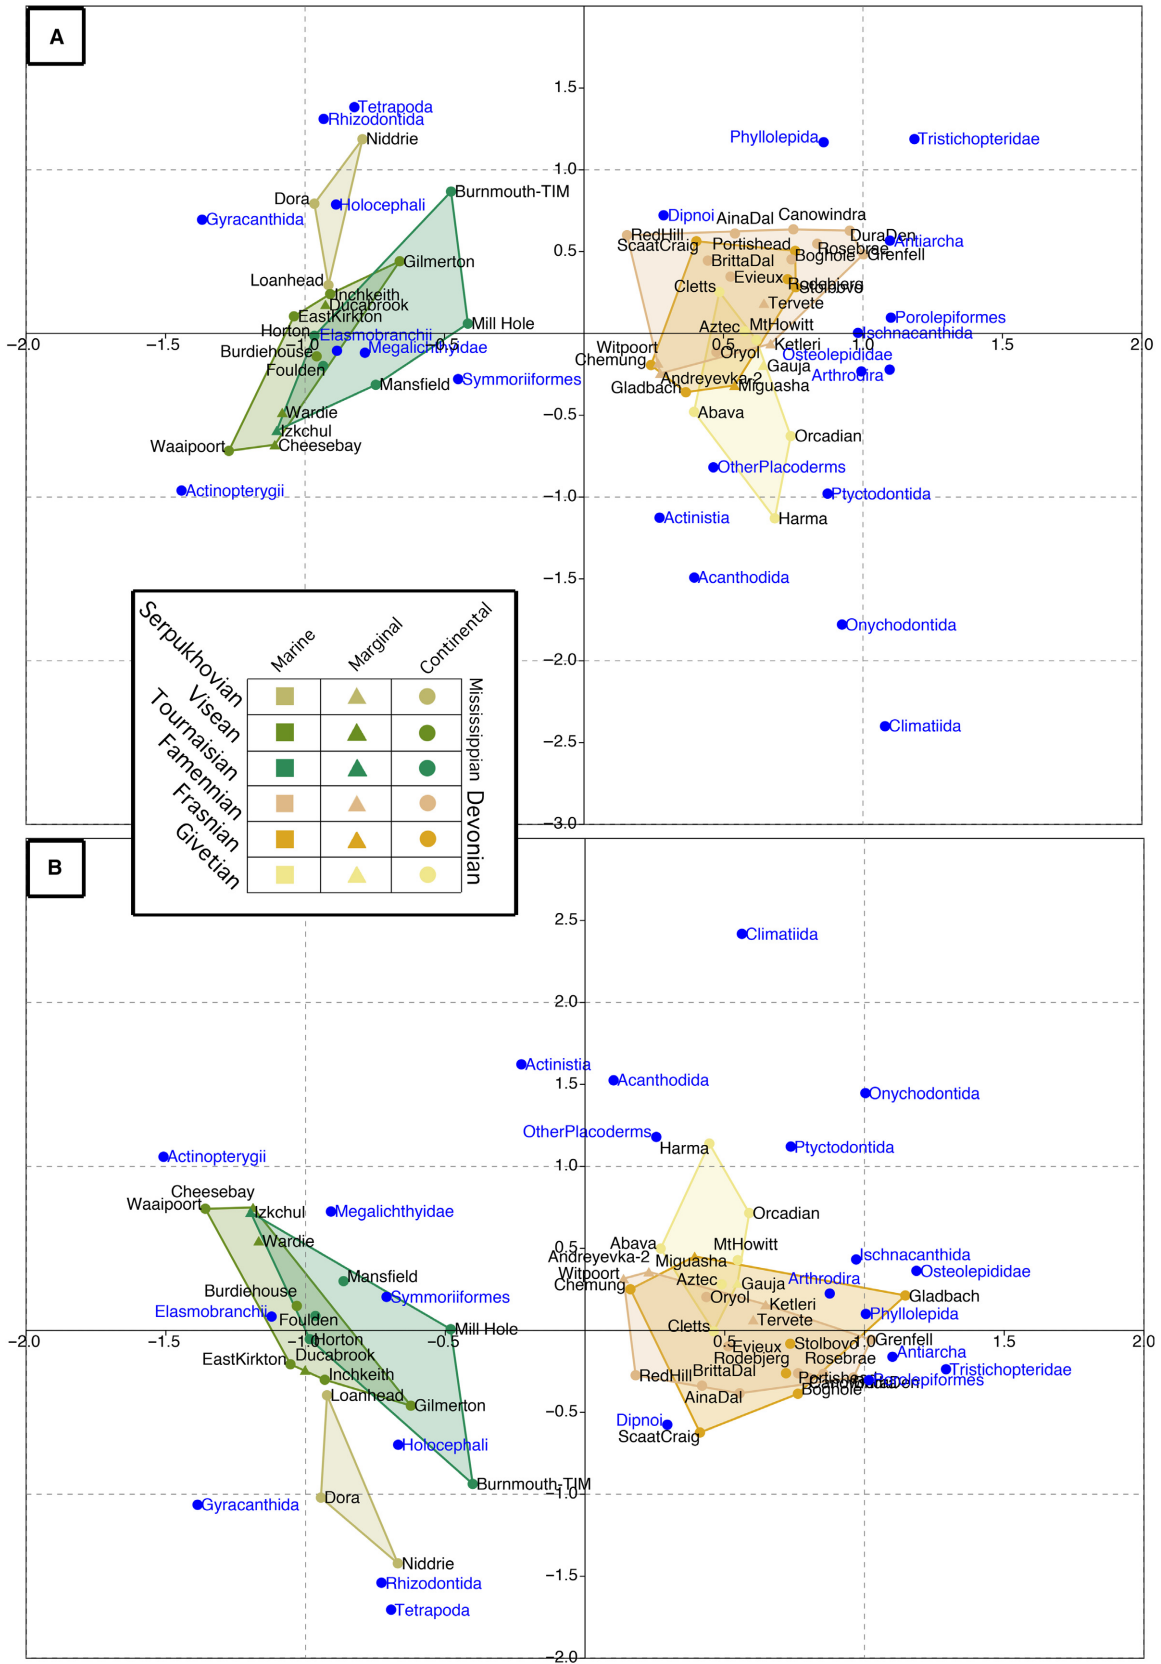 A
1.5
Tetrapoda
Rhizodontida
Niddrie
Phyllolepida
Tristichopteridae
1.0
Burnmouth-TIM
Dora
Holocephali
Gyracanthida
Dipnoi
AinaDal
Canowindra
RedHill
DuraDen
Antiarcha
ScaatCraig
Portishead
Rosebrae
0.5
Boghole
Grenfell
Gilmerton
BrittaDal
Evieux
Loanhead
Cletts
Rodebjerg
Stolbovo
Inchkeith
Ducabrook
Tervete
EastKirkton
Porolepiformes
Mill Hole
Aztec
MtHowitt
Horton
Elasmobranchii
Ischnacanthida
−2.0
−1.5
−1.0
−0.5
0.5
1.0
1.5
2.0
Burdiehouse
Megalichthyidae
Witpoort
Oryol
Ketleri
Osteolepididae
Chemung
Foulden
Gauja
Arthrodira
Symmoriiformes
Andreyevka-2
Mansfield
Gladbach
Miguasha
−0.5
Wardie
Abava
Izkchul
Orcadian
Waaipoort
Cheesebay
OtherPlacoderms
Actinopterygii
−1.0
Ptyctodontida
Actinistia
Harma
−1.5
Acanthodida
Onychodontida
−2.0
Climatiida
−2.5
−3.0
Marine
Marginal
Continental
Serpukhovian
Visean
Tournaisian
Famennian
Frasnian
Givetian
Mississippian
Devonian
B
2.5
Climatiida
2.0
Actinistia
1.5
Acanthodida
Onychodontida
OtherPlacoderms
Harma
Ptyctodontida
Actinopterygii
1.0
Cheesebay
Waaipoort
Izkchul
Megalichthyidae
Orcadian
Wardie
Abava
0.5
MtHowitt
Andreyevka-2
Miguasha
Ischnacanthida
Witpoort
Osteolepididae
Mansfield
Chemung
Aztec
Gauja
Arthrodira
Burdiehouse
Symmoriiformes
Oryol
Gladbach
Elasmobranchii
Foulden
Ketleri
Phyllolepida
Tervete
Mill Hole
Cletts
−2.0
−1.5
−1.0
−0.5
0.5
1.0
1.5
2.0
Horton
Evieux
Stolbovo
Grenfell
EastKirkton
Ducabrook
Rodebjerg
Rosebrae
Antiarcha
Inchkeith
RedHill
BrittaDal
Portishead
Tristichopteridae
Canowindra
DuraDen
Porolepiformes
Loanhead
AinaDal
Boghole
Gilmerton
−0.5
Dipnoi
ScaatCraig
Holocephali
Burnmouth-TIM
−1.0
Dora
Gyracanthida
Niddrie
−1.5
Rhizodontida
Tetrapoda
−2.0